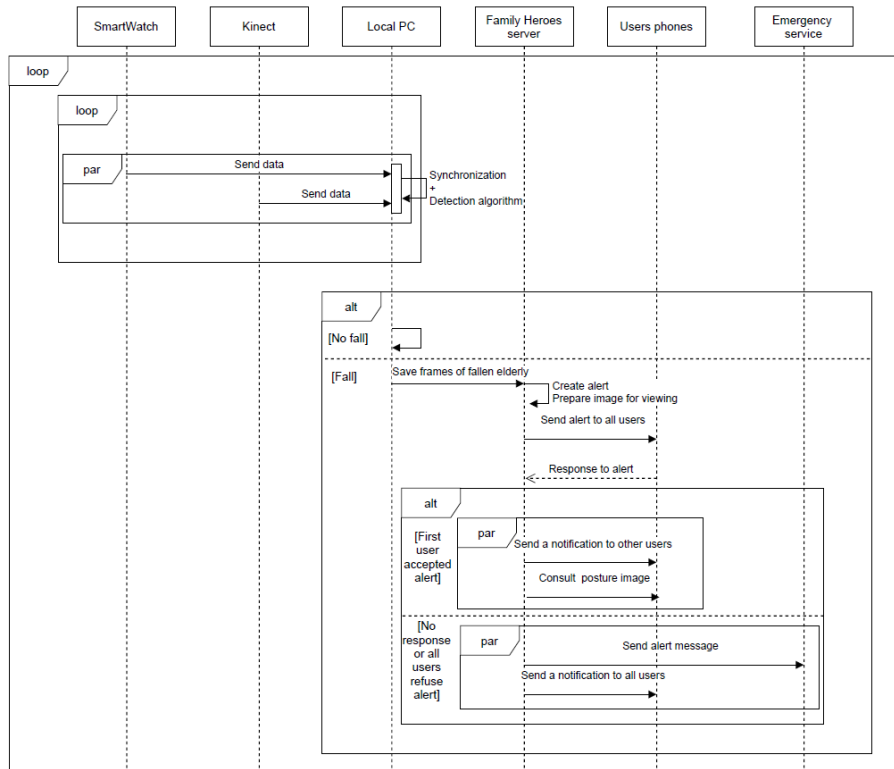 SmartWatch
Kinect
Local PC
Family Heroes
server
Users phones
Emergency
service
loop
loop
par
Send data
Send data
Synchronization
+
Detection algorithm
alt
[No fall]
[Fall]
Save frames of fallen elderly
Create alert
Prepare image for viewing
Send alert to all users
Response to alert
alt
[First
user
accepted
alert]
par
Send a notification to other users
Consult posture image
[No
response
or all
users
refuse
alert]
par
Send alert message
Send a notification to all users